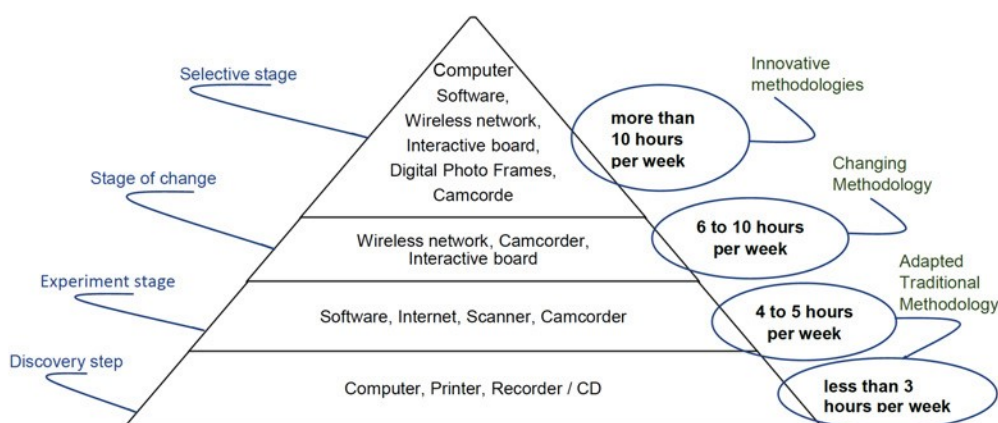 Selective stage
Stage of change
Experiment stage
Discovery step
Computer
Software,
Wireless network,
Interactive board,
Digital Photo Frames,
Camcorde
Wireless network, Camcorder,
Interactive board
Software, Internet, Scanner, Camcorder
Computer, Printer, Recorder / CD
more than
10 hours
per week
6 to 10 hours
per week
4 to 5 hours
per week
less than 3
hours per week
Innovative
methodologies
Changing
Methodology
Adapted
Traditional
Methodology